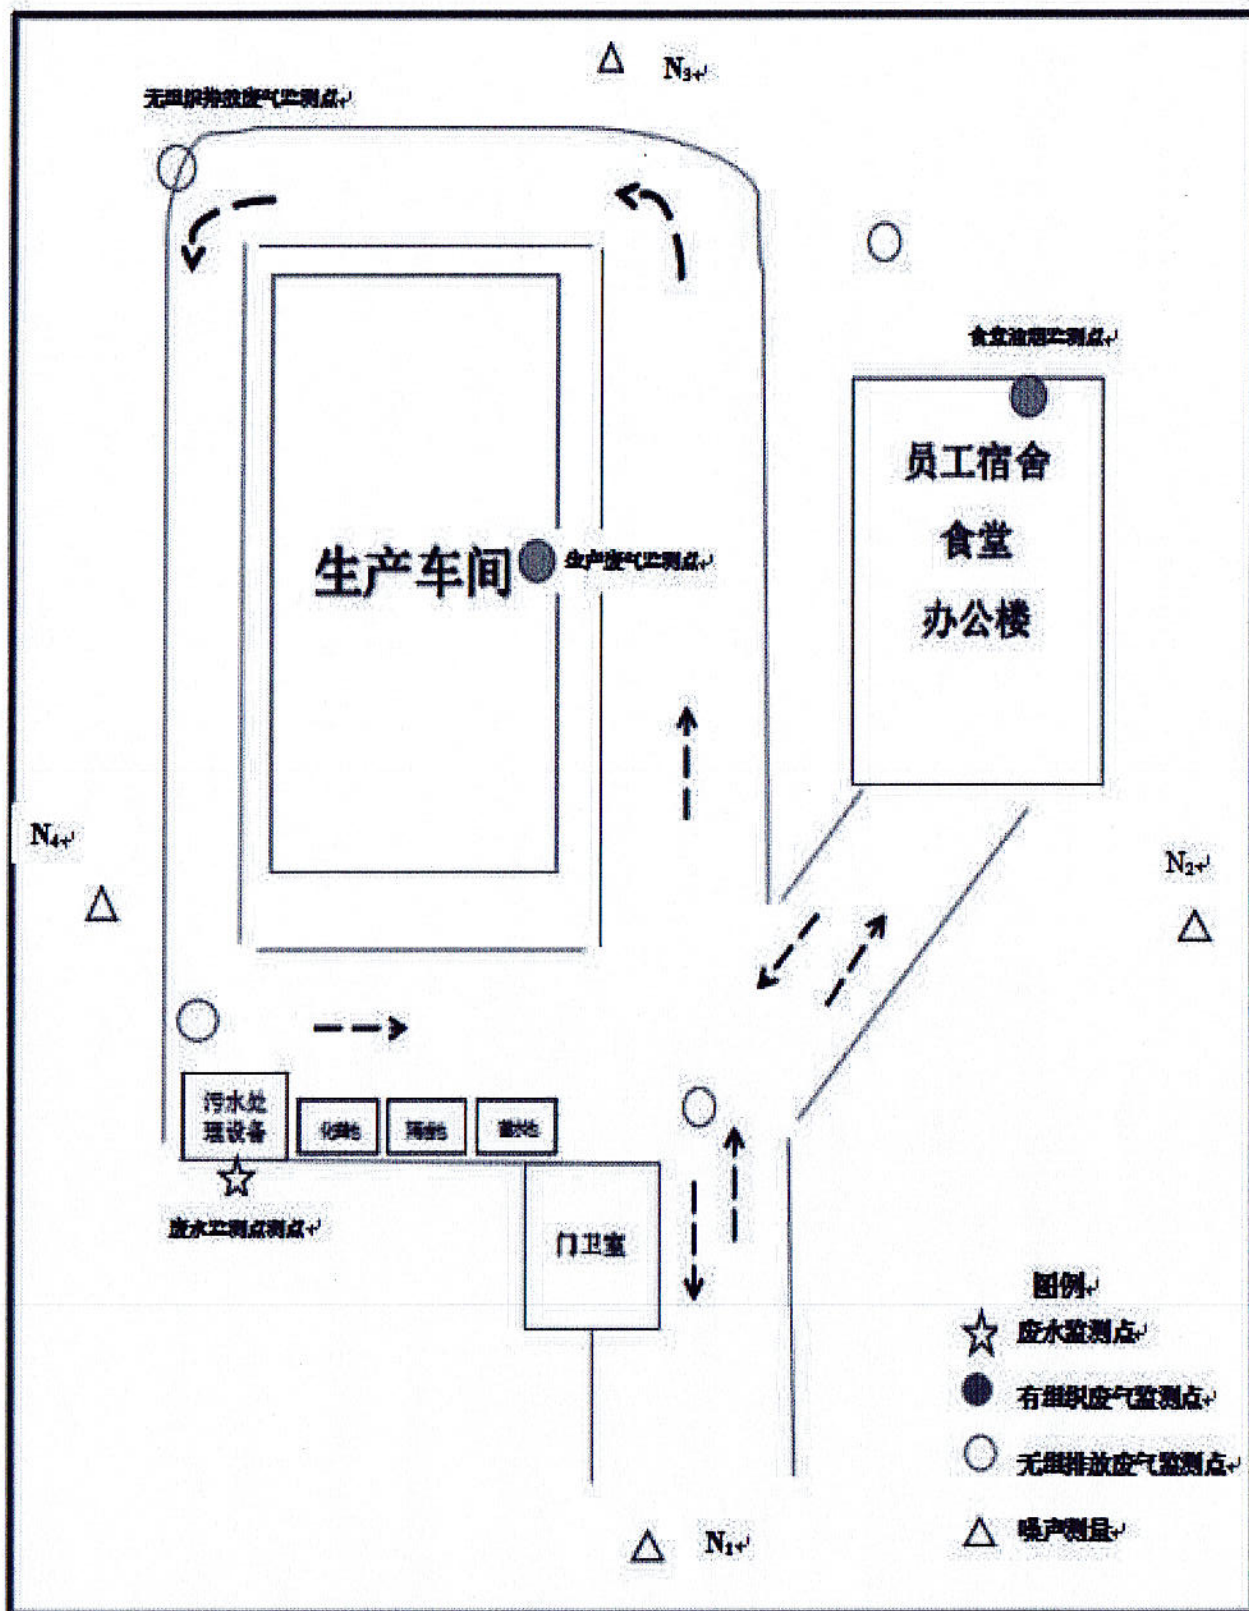 N₃
无组织排放废气监测点
食堂油烟监测点
员工宿舍
食堂
办公楼
生产车间
生产废气监测点
N₄
N₂
污水处
理设备
化粪池
隔油池
蓄水池
废水监测点测点
门卫室
图例
废水监测点
有组织废气监测点
无组排放废气监测点
噪声测量
N₁